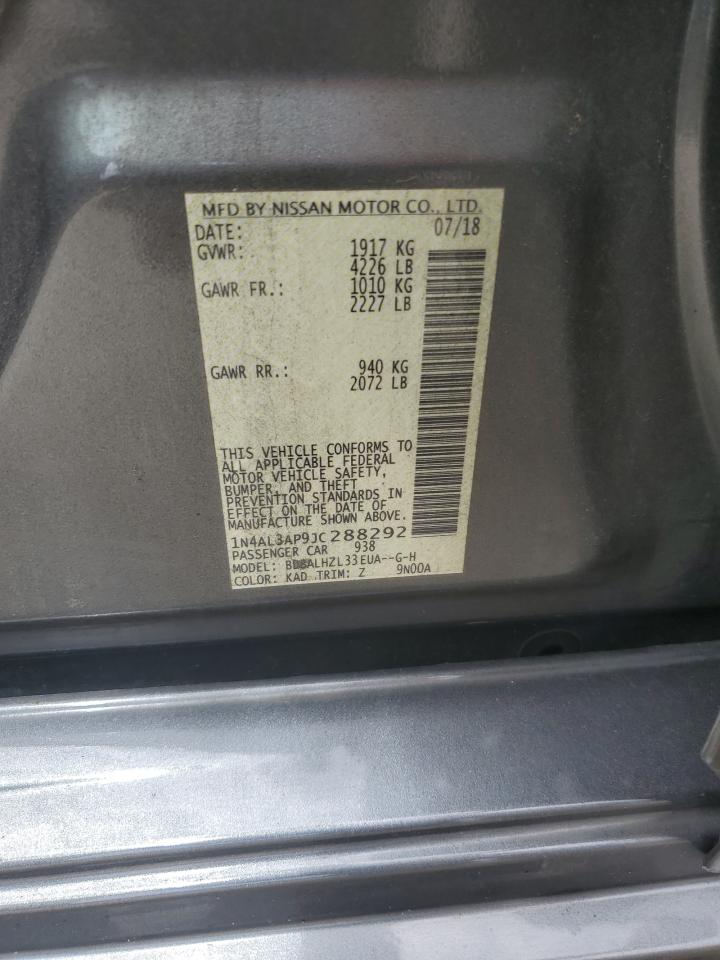 MFD BY NISSAN MOTOR CO., LTD.
DATE: 07/18
GVWR: 1917 KG
4226 LB
GAWR FR.: 1010 KG
2227 LB
GAWR RR.: 940 KG
2072 LB
THIS VEHICLE CONFORMS TO
ALL APPLICABLE FEDERAL
MOTOR VEHICLE SAFETY,
BUMPER, AND THEFT
PREVENTION STANDARDS IN
EFFECT ON THE DATE OF
MANUFACTURE SHOWN ABOVE.
1N4AL3AP9JC288292
PASSENGER CAR 938
MODEL:
COLOR: KAD TRIM: Z 9N00A